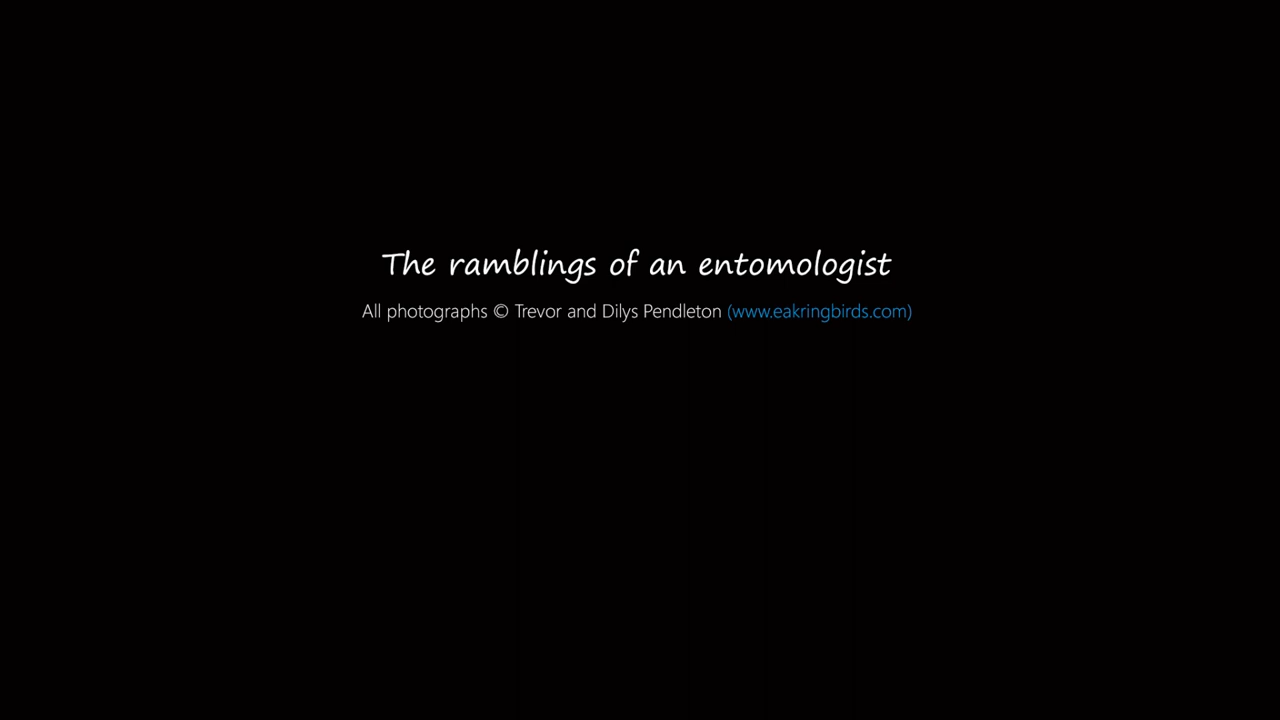 The ramblings of an entomologist
All photographs © Trevor and Dilys Pendleton (www.eakringbirds.com)